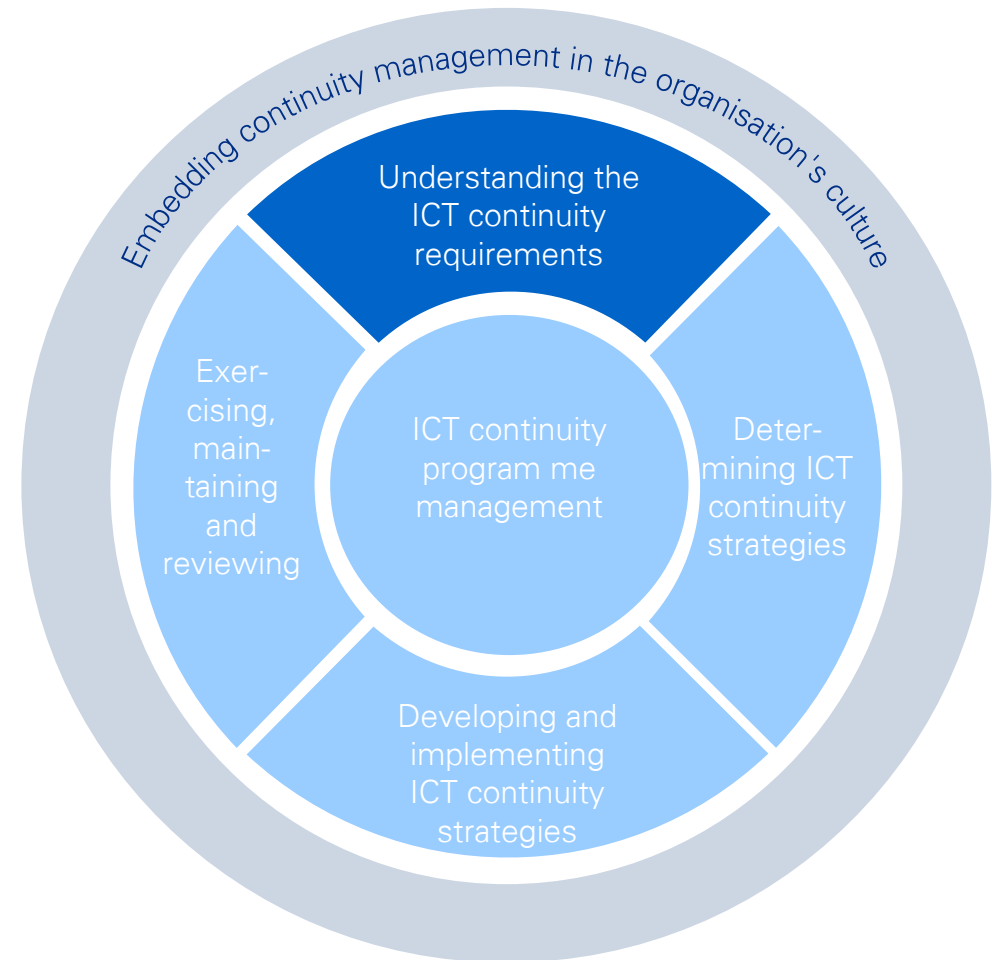 Embedding continuity management in the organisation's culture
Understanding the
ICT continuity
requirements
Exer-
cising,
main-
taining
and
reviewing
ICT continuity
program me
management
Deter-
mining ICT
continuity
strategies
Developing and
implementing
ICT continuity
strategies